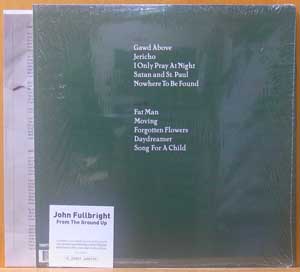 Gawd Above
Jericho
I Only Pray At Night
Satan and St. Paul
Nowhere To Be Found
Fat Man
Moving
Forgotten Flowers
Daydreamer
Song For A Child
John Fullbright
From The Ground Up